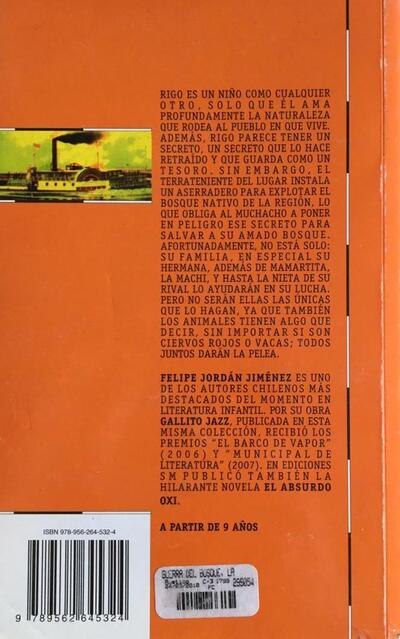 RIGO ES UN NIÑO COMO CUALQUIER
OTRO, SOLO QUE ÉL AMA
PROFUNDAMENTE LA NATURALEZA
QUE RODEA AL PUEBLO EN QUE VIVE.
ADEMÁS, RIGO PARECE TENER UN
SECRETO, UN SECRETO QUE LO HACE
RETRAÍDO Y QUE GUARDA COMO UN
TESORO. SIN EMBARGO, EL
TERRATENIENTE DEL LUGAR INSTALA
UN ASERRADERO PARA EXPLOTAR EL
BOSQUE NATIVO DE LA REGIÓN, LO
QUE OBLIGA AL MUCHACHO A PONER
EN PELIGRO ESE SECRETO PARA
SALVAR A SU AMADO BOSQUE.
AFORTUNADAMENTE, NO ESTÁ SOLO:
SU FAMILIA, EN ESPECIAL SU
HERMANA, ADEMÁS DE MAMARTITA,
LA MACHI, Y HASTA LA NIETA DE SU
RIVAL LO AYUDARÁN EN SU LUCHA.
PERO NO SERÁN ELLAS LAS ÚNICAS
QUE LO HAGAN, YA QUE TAMBIÉN
LOS ANIMALES TIENEN ALGO QUE
DECIR, SIN IMPORTAR SI SON
CIERVOS ROJOS O VACAS; TODOS
JUNTOS DARÁN LA PELEA.
FELIPE JORDÁN JIMÉNEZ ES UNO DE
LOS AUTORES CHILENOS MÁS
DESTACADOS DEL MOMENTO EN
LITERATURA INFANTIL. POR SU OBRA
GALLITO JAZZ, PUBLICADA EN ESTA
MISMA COLECCIÓN, RECIBIÓ LOS
PREMIOS "EL BARCO DE VAPOR"
(2006) Y "MUNICIPAL DE
LITERATURA" (2007). EN EDICIONES
SM PUBLICÓ TAMBIÉN LA
HILARANTE NOVELA EL ABSURDO
OXI.
A PARTIR DE 9 AÑOS
ISBN 978-956-264-532-4
9 789562 645324
GUERRA DEL BOSQUE, LA
295054